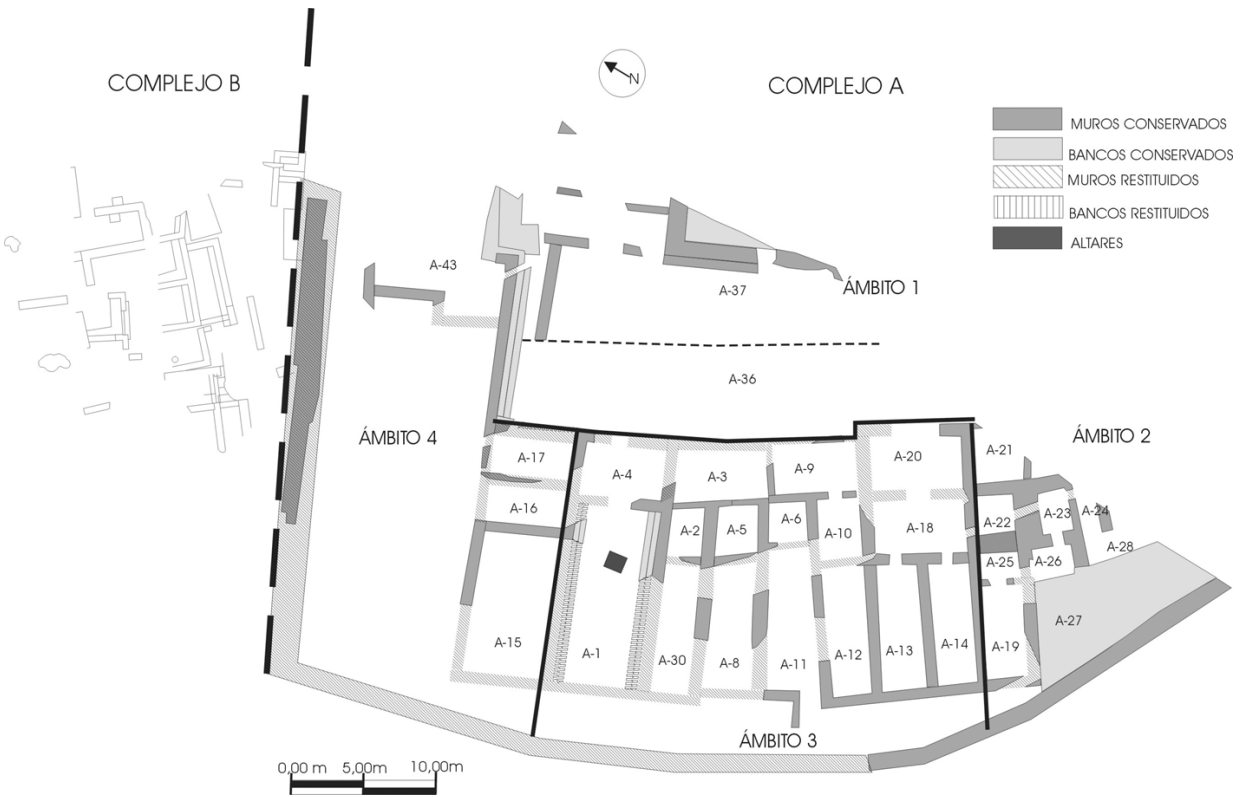 COMPLEJO B
N
COMPLEJO A
MUROS CONSERVADOS
BANCOS CONSERVADOS
MUROS RESTITUIDOS
BANCOS RESTITUIDOS
ALTARES
A-43
A-37
ÁMBITO 1
A-36
ÁMBITO 4
ÁMBITO 2
A-17
A-4
A-3
A-9
A-20
A-21
A-16
A-2
A-5
A-6
A-10
A-18
A-22
A-23
A-24
A-28
A-25
A-26
A-15
A-1
A-30
A-8
A-11
A-12
A-13
A-14
A-19
A-27
ÁMBITO 3
0,00 m 5,00m 10,00m